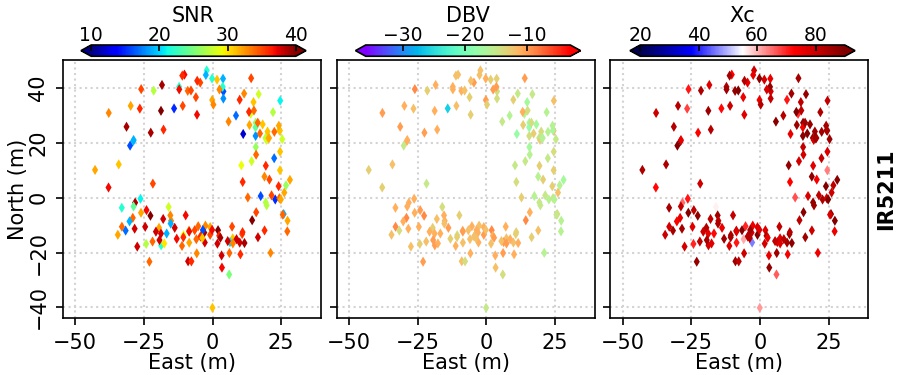 SNR DBV Xc
10 20 30 40 −30 −20 −10 20 40 60 80
40
20
0
−20
−40
North (m)
IR5211
−50 −25 0 25 −50 −25 0 25 −50 −25 0 25
East (m) East (m) East (m)